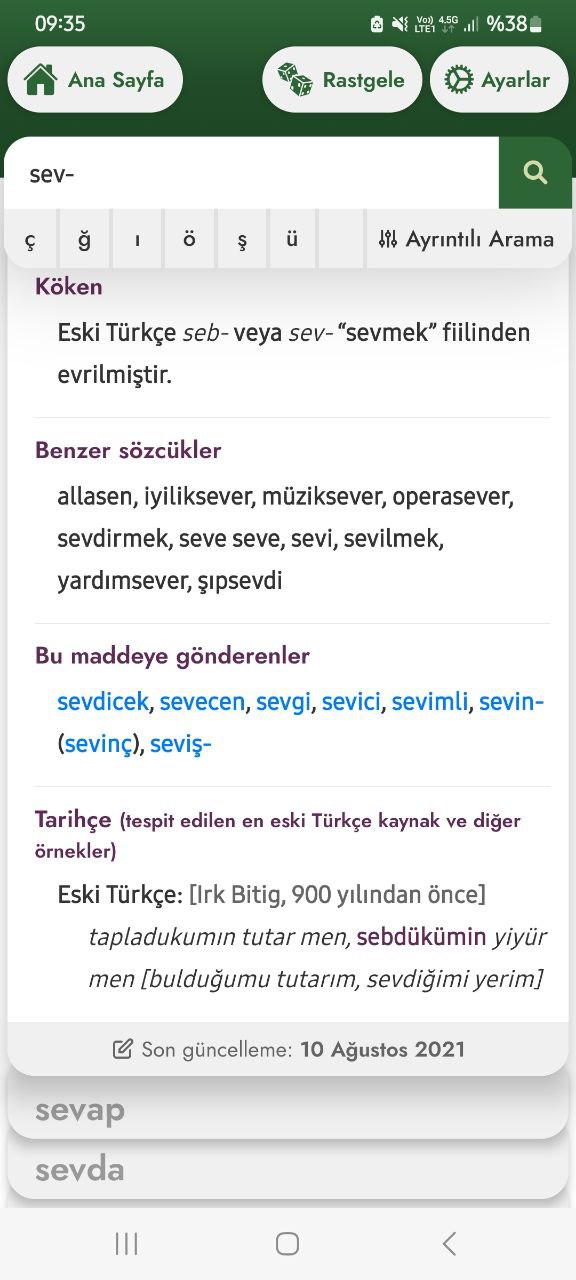 09:35
Vo)) LTE1 4.5G %38
Ana Sayfa Rastgele Ayarlar
sev-
ç ğ ı ö ş ü Ayrıntılı Arama
Köken
Eski Türkçe seb- veya sev- “sevmek” fiilinden
evrilmiştir.
Benzer sözcükler
allasen, iyiliksever, müziksever, operasever,
sevdirmek, seve seve, sevi, sevilmek,
yardımsever, şıpsevdi
Bu maddeye gönderenler
sevdicek, sevecen, sevgi, sevici, sevimli, sevin-
(sevinç), seviş-
Tarihçe (tespit edilen en eski Türkçe kaynak ve diğer
örnekler)
Eski Türkçe: [Irk Bitig, 900 yılından önce]
tapladukumın tutar men, sebdükümin yiyür
men [bulduğumu tutarım, sevdiğimi yerim]
Son güncelleme: 10 Ağustos 2021
sevap
sevda